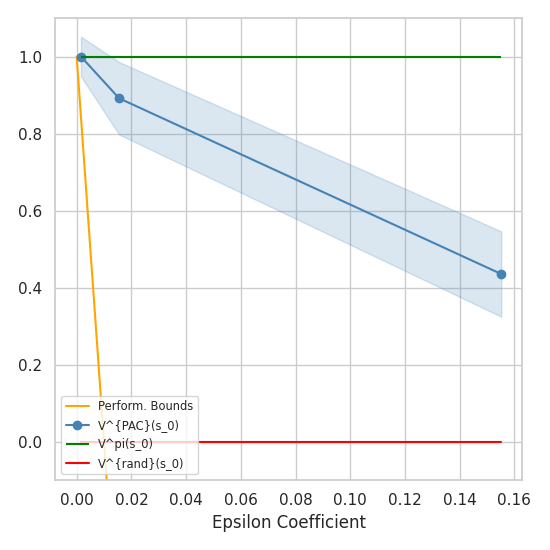 1.0
0.8
0.6
0.4
0.2
0.0
Perform. Bounds
V^{PAC}(s_0)
V^pi(s_0)
V^{rand}(s_0)
0.00 0.02 0.04 0.06 0.08 0.10 0.12 0.14 0.16
Epsilon Coefficient